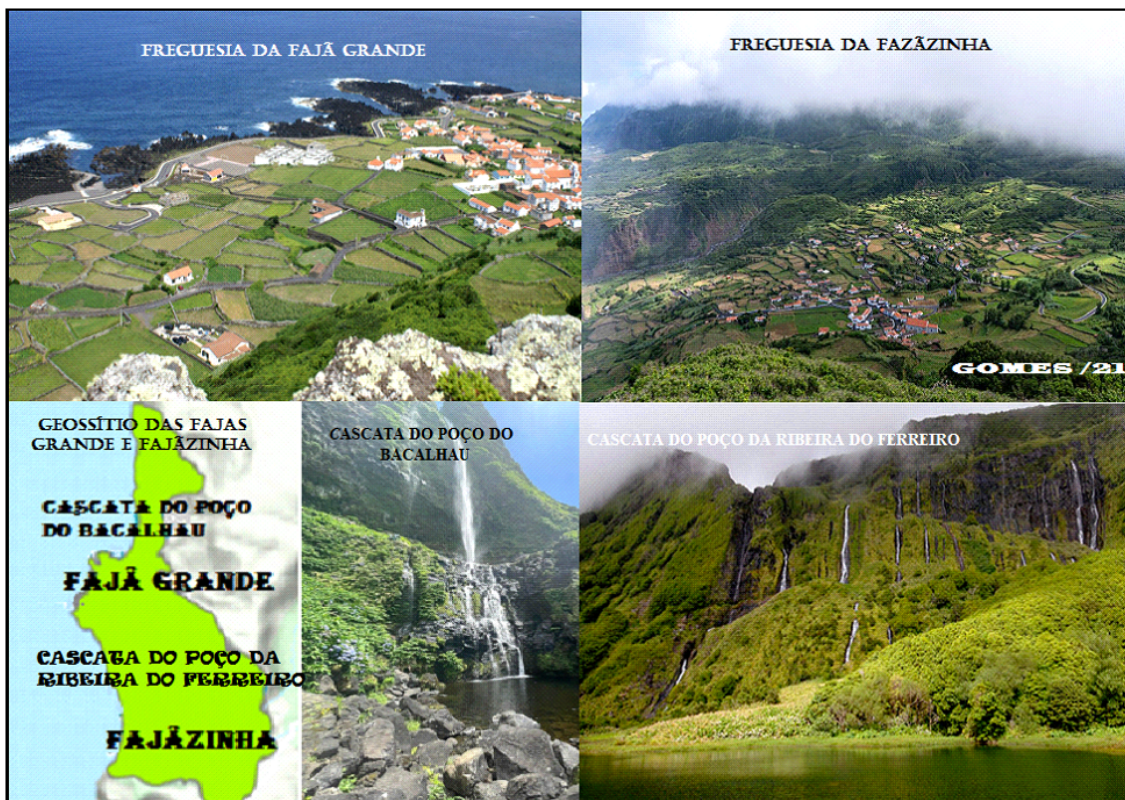 FREGUESIA DA FAJÃ GRANDE
FREGUESIA DA FAZÃZINHA
GOMES /21
GEOSSÍTIO DAS FAJAS
GRANDE E FAJÃZINHA
CASCATA DO POÇO
DO BACALHAU
FAJÃ GRANDE
CASCATA DO POÇO DA
RIBEIRA DO FERREIRO
FAJÃZINHA
CASCATA DO POÇO DO
BACALHAU
CASCATA DO POÇO DA RIBEIRA DO FERREIRO